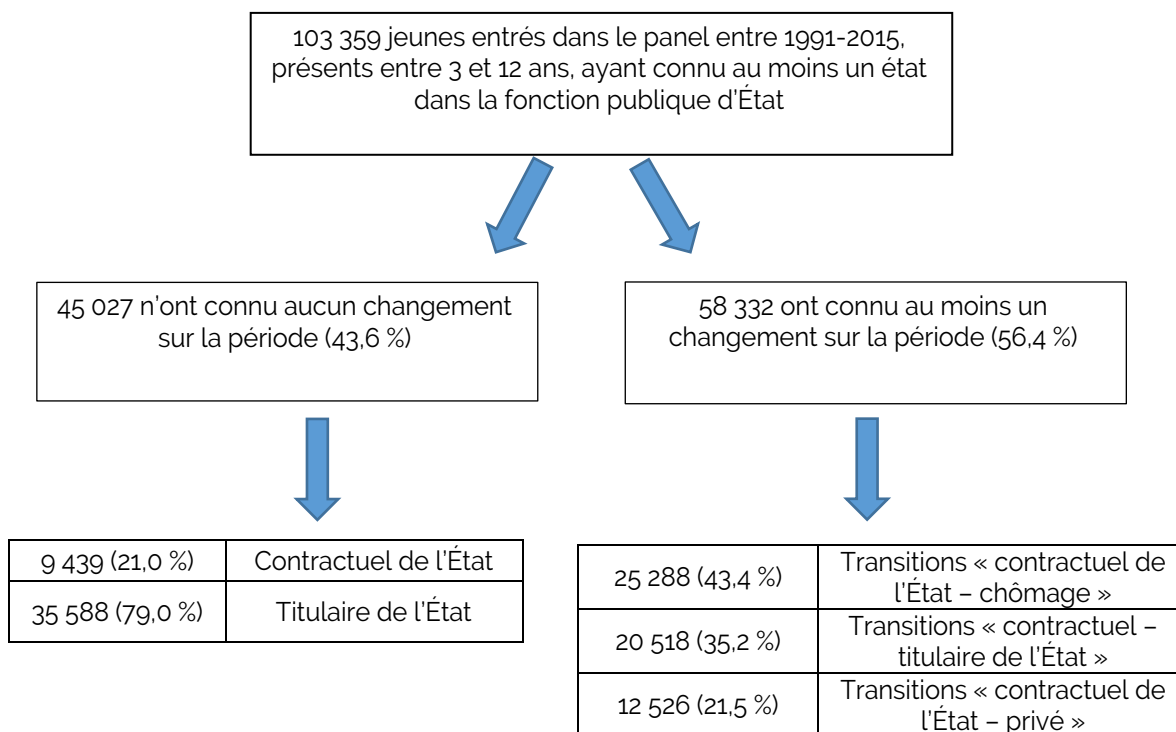 103 359 jeunes entrés dans le panel entre 1991-2015,
présents entre 3 et 12 ans, ayant connu au moins un état
dans la fonction publique d’État
45 027 n’ont connu aucun changement
sur la période (43,6 %)
58 332 ont connu au moins un
changement sur la période (56,4 %)
9 439 (21,0 %) Contractuel de l’État
35 588 (79,0 %) Titulaire de l’État
25 288 (43,4 %) Transitions « contractuel de
l’État – chômage »
20 518 (35,2 %) Transitions « contractuel –
titulaire de l’État »
12 526 (21,5 %) Transitions « contractuel de
l’État – privé »